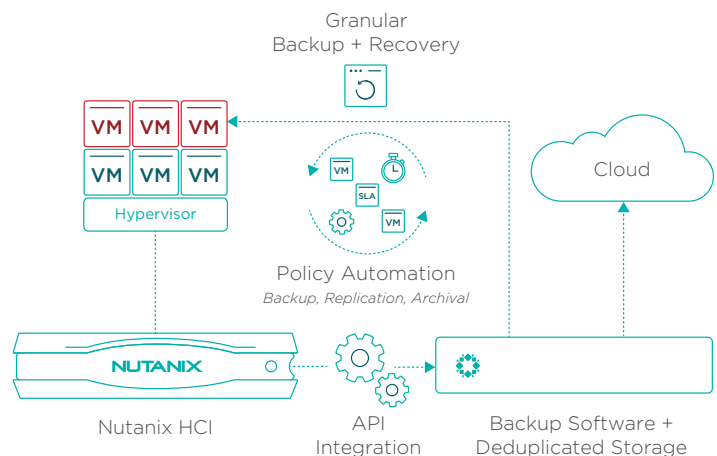 Granular
Backup + Recovery
VM VM VM
VM VM VM
Hypervisor
VM
SLA
VM
Cloud
Policy Automation
Backup, Replication, Archival
NUTANIX
Nutanix HCI
API
Integration
Backup Software +
Deduplicated Storage